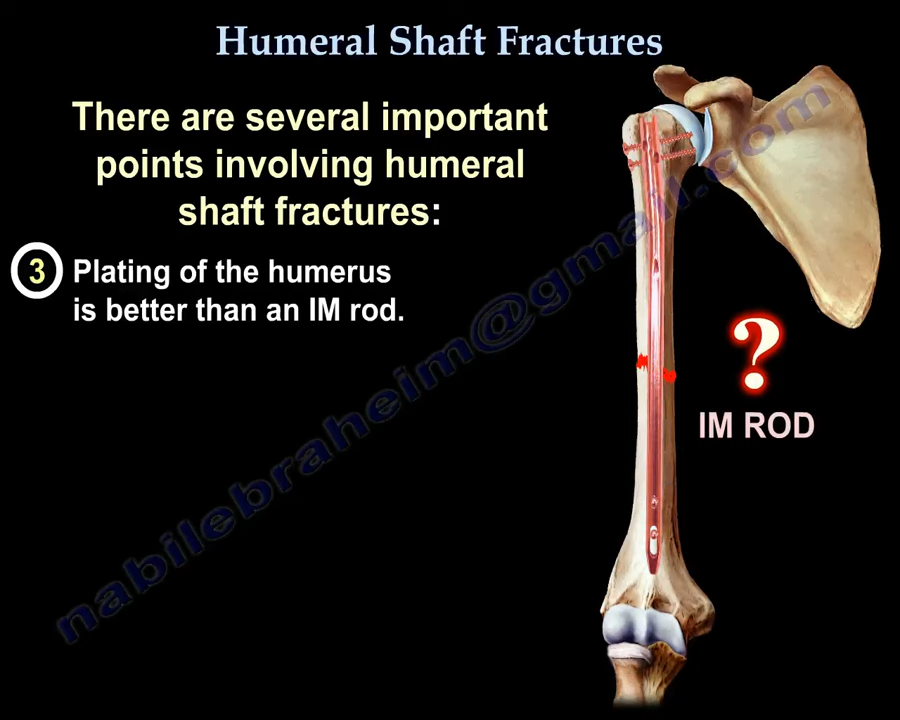 Humeral Shaft Fractures
There are several important
points involving humeral
shaft fractures:
3 Plating of the humerus
is better than an IM rod.
?
IM ROD
nabilebraheim@gmail.com